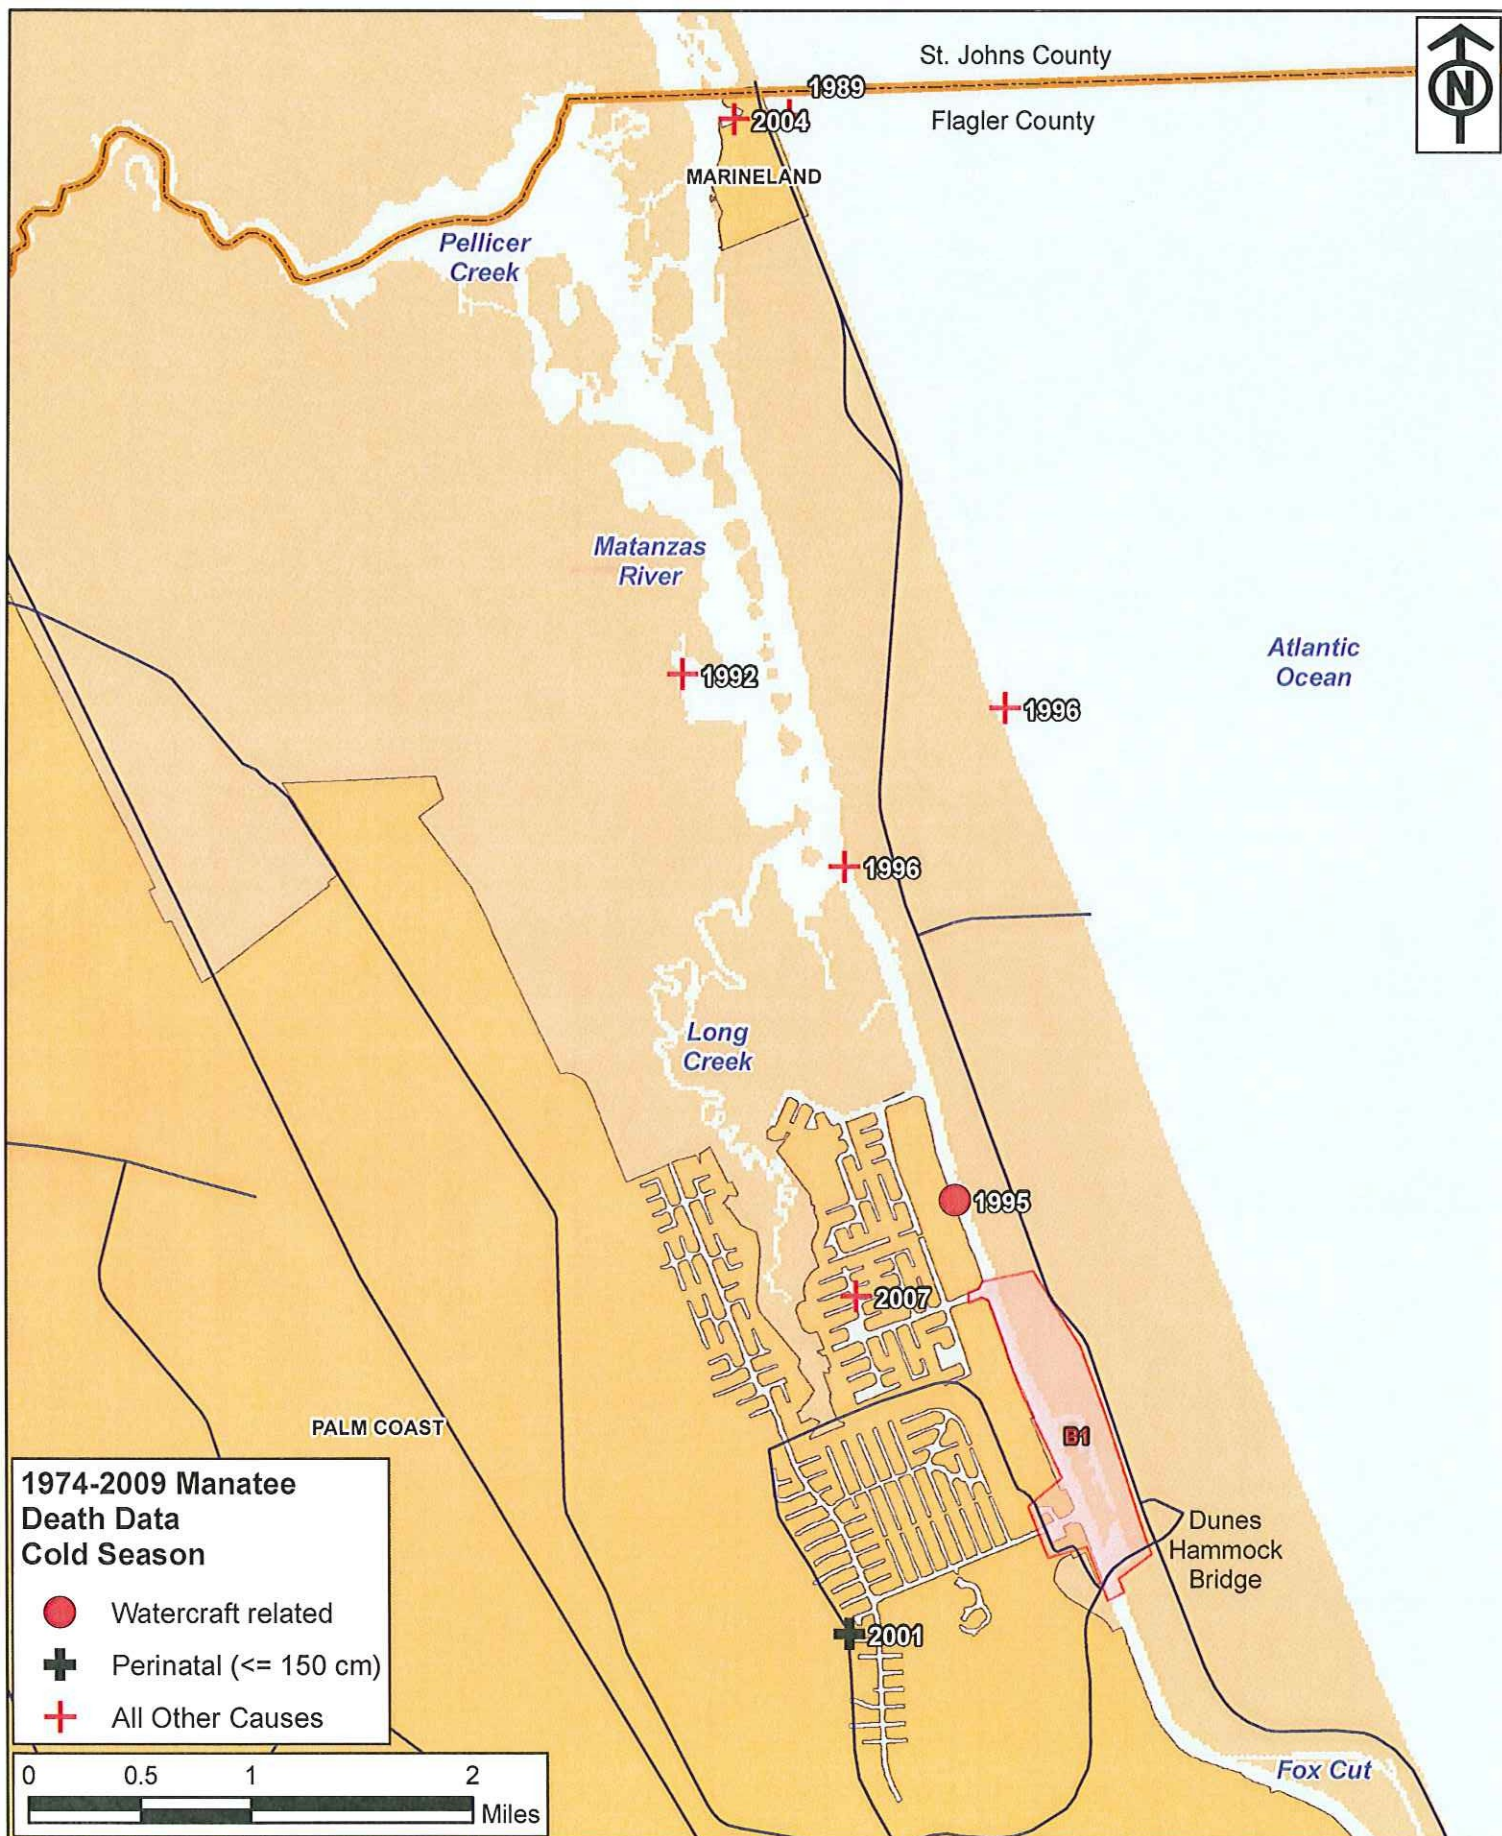 St. Johns County
N
1989
2004
Flagler County
MARINELAND
Pellicer
Creek
Matanzas
River
Atlantic
Ocean
1992
1996
1996
Long
Creek
1995
2007
PALM COAST
B1
1974-2009 Manatee
Death Data
Cold Season
Watercraft related
Perinatal (<= 150 cm)
All Other Causes
Dunes
Hammock
Bridge
2001
Fox Cut
0 0.5 1 2
Miles